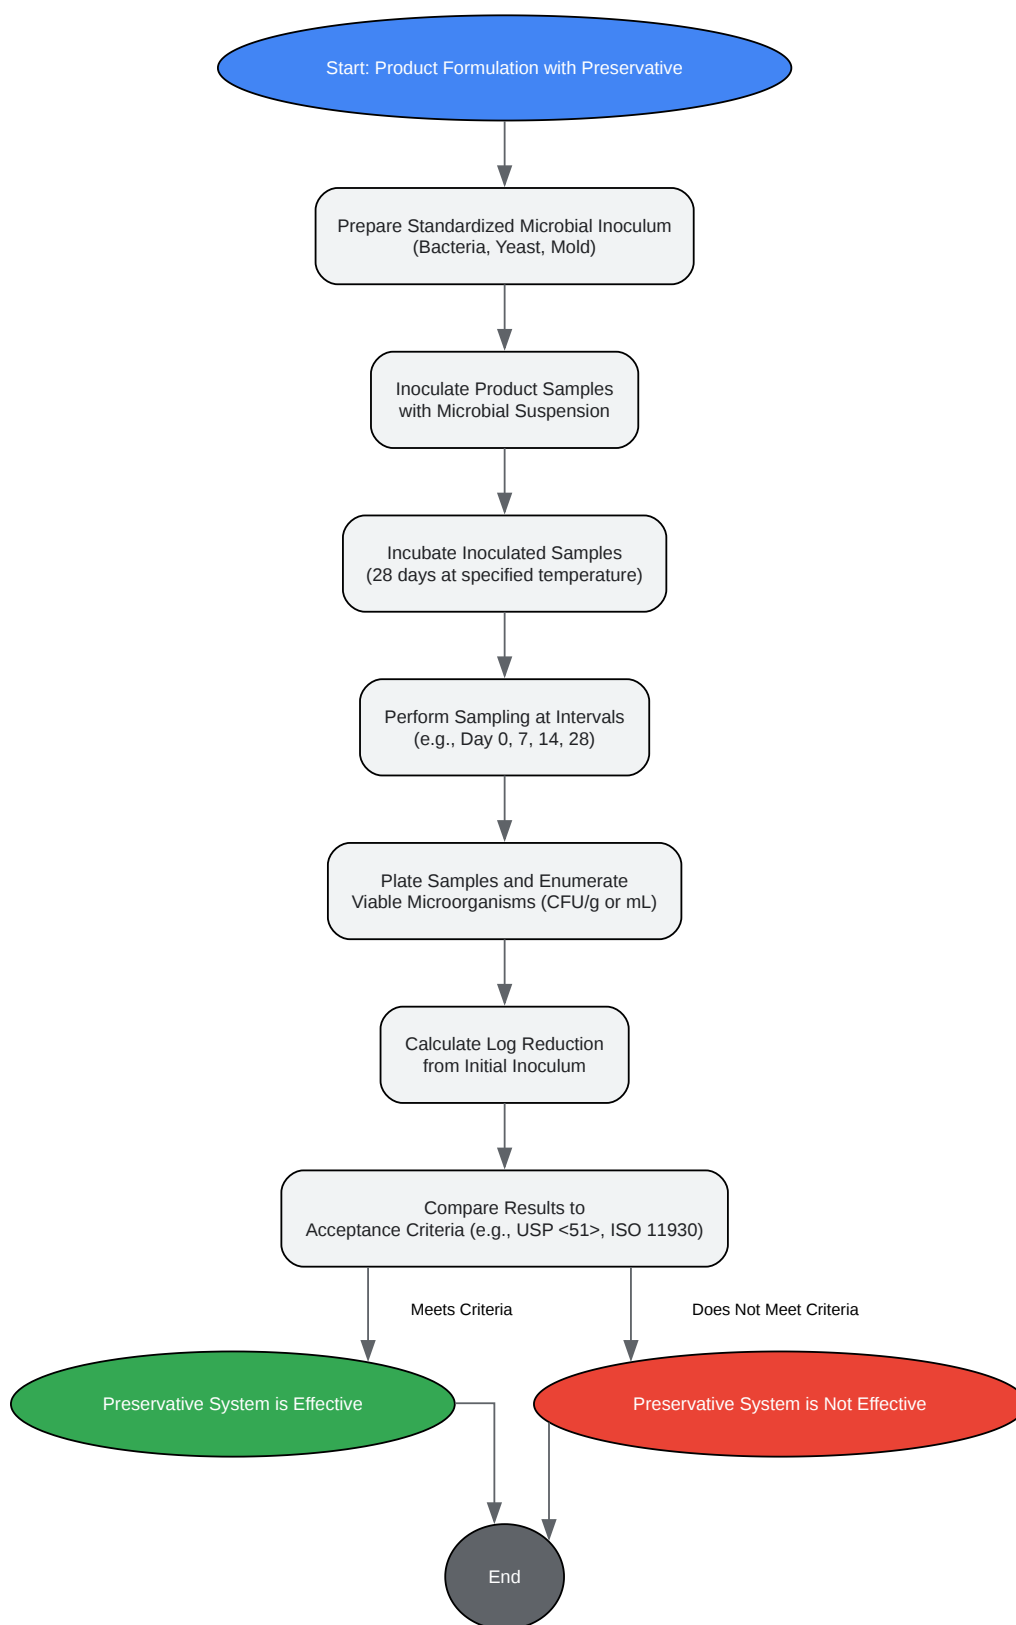 Start: Product Formulation with Preservative
Prepare Standardized Microbial Inoculum
(Bacteria, Yeast, Mold)
Inoculate Product Samples
with Microbial Suspension
Incubate Inoculated Samples
(28 days at specified temperature)
Perform Sampling at Intervals
(e.g., Day 0, 7, 14, 28)
Plate Samples and Enumerate
Viable Microorganisms (CFU/g or mL)
Calculate Log Reduction
from Initial Inoculum
Compare Results to
Acceptance Criteria (e.g., USP <51>, ISO 11930)
Meets Criteria
Does Not Meet Criteria
Preservative System is Effective
Preservative System is Not Effective
End